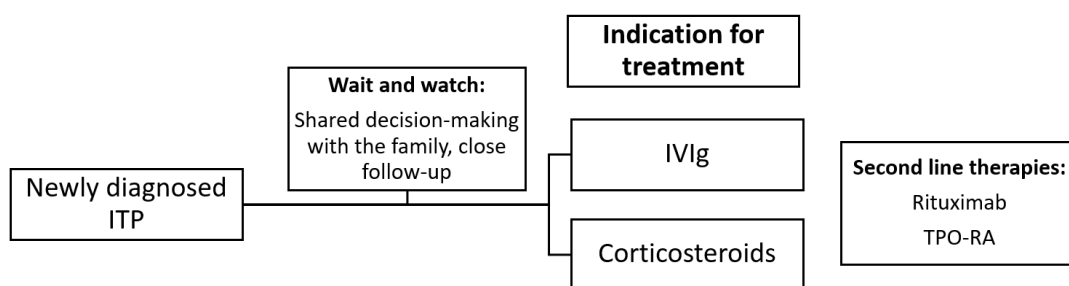 Newly diagnosed
ITP
Wait and watch:
Shared decision-making
with the family, close
follow-up
Indication for
treatment
IVIg
Corticosteroids
Second line therapies:
Rituximab
TPO-RA